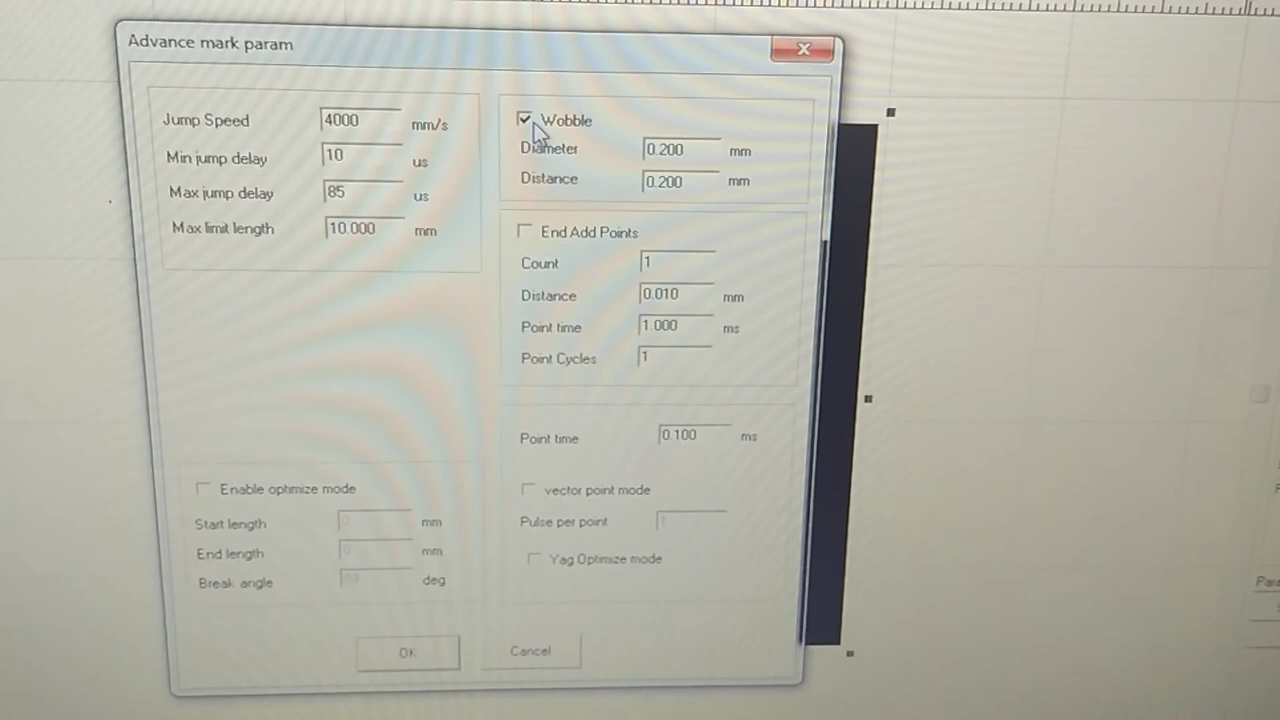 Advance mark param
Jump Speed 4000 mm/s
Min jump delay 10 us
Max jump delay 85 us
Max limit length 10.000 mm
Wobble
Diameter 0.200 mm
Distance 0.200 mm
End Add Points
Count 1
Distance 0.010 mm
Point time 1.000 ms
Point Cycles 1
Point time 0.100 ms
Enable optimize mode
Start length 0 mm
End length 0 mm
Break angle deg
vector point mode
Pulse per point 1
Yag Optimize mode
OK
Cancel